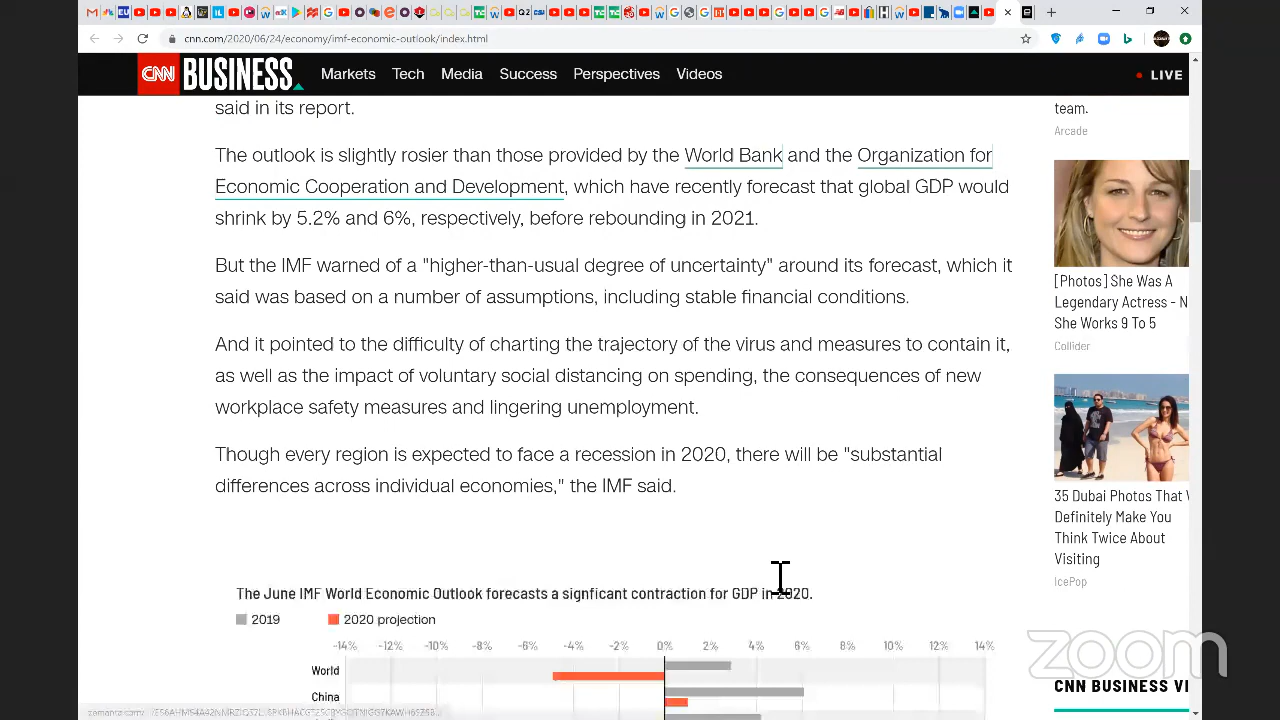 cnn.com/2020/06/24/economy/imf-economic-outlook/index.html
CNN BUSINESS
Markets Tech Media Success Perspectives Videos
LIVE
said in its report.
The outlook is slightly rosier than those provided by the World Bank and the Organization for
Economic Cooperation and Development, which have recently forecast that global GDP would
shrink by 5.2% and 6%, respectively, before rebounding in 2021.
But the IMF warned of a "higher-than-usual degree of uncertainty" around its forecast, which it
said was based on a number of assumptions, including stable financial conditions.
And it pointed to the difficulty of charting the trajectory of the virus and measures to contain it,
as well as the impact of voluntary social distancing on spending, the consequences of new
workplace safety measures and lingering unemployment.
Though every region is expected to face a recession in 2020, there will be "substantial
differences across individual economies," the IMF said.
The June IMF World Economic Outlook forecasts a signficant contraction for GDP in 2020.
2019 2020 projection
-14% -12% -10% -8% -6% -4% -2% 0% 2% 4% 6% 8% 10% 12% 14%
World
China
team.
Arcade
[Photos] She Was A
Legendary Actress - N
She Works 9 To 5
Collider
35 Dubai Photos That
Definitely Make You
Think Twice About
Visiting
IcePop
zoom
CNN BUSINESS VI